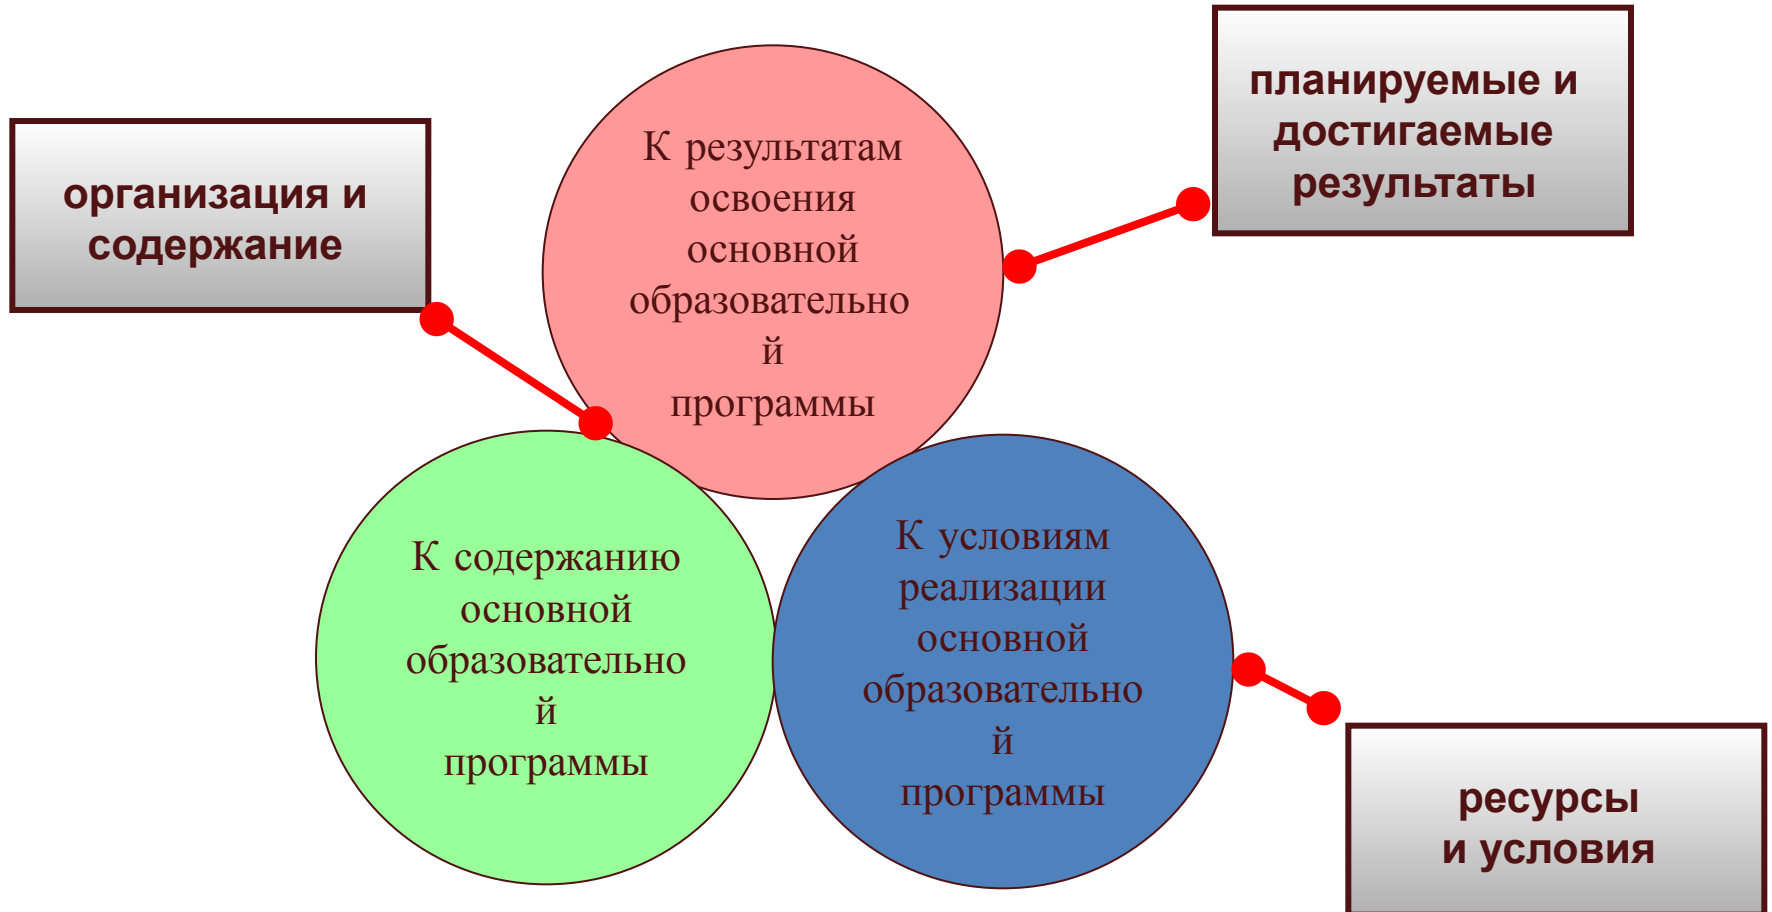 планируемые и
достигаемые
результаты
организация и
содержание
К результатам
освоения
основной
образовательно
й
программы
К содержанию
основной
образовательно
й
программы
К условиям
реализации
основной
образовательно
й
программы
ресурсы
и условия